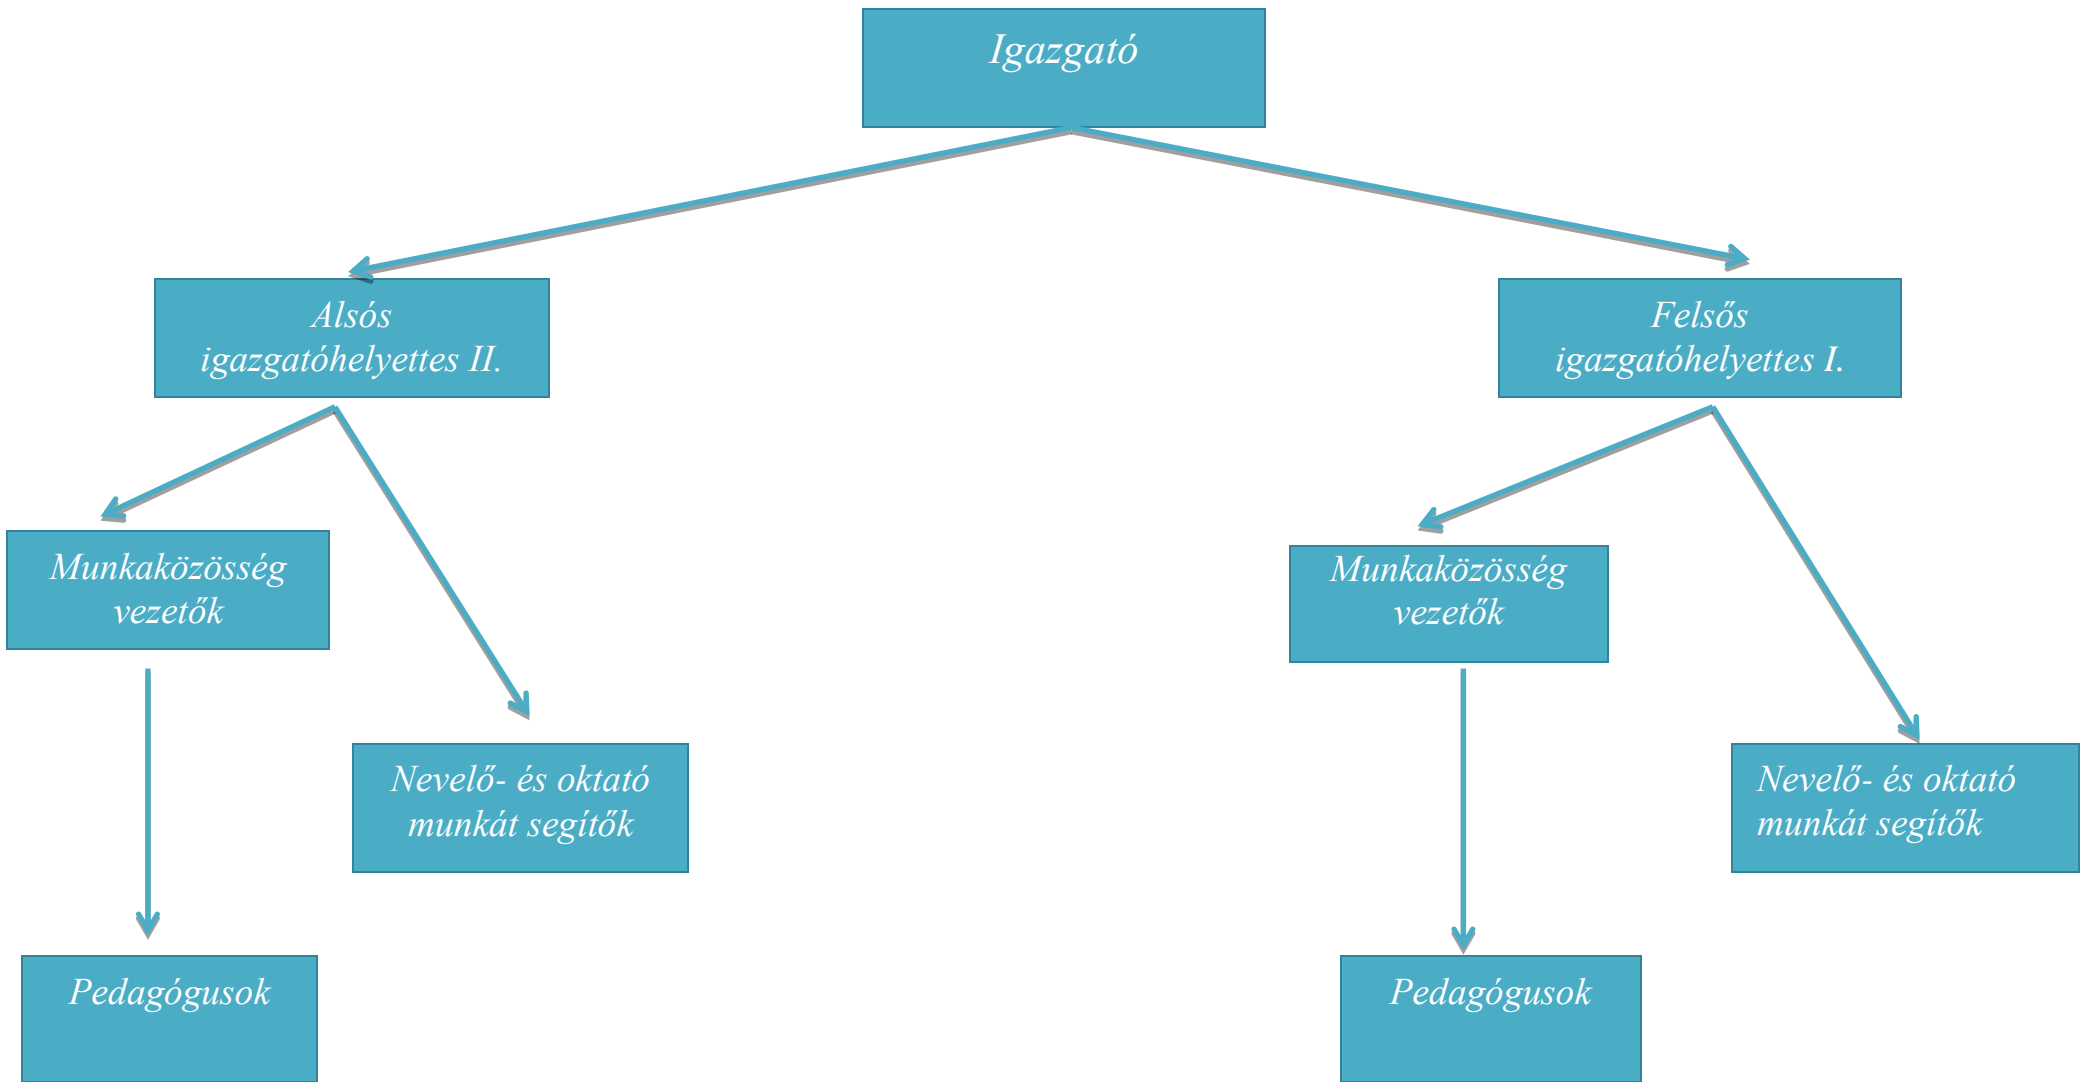 Igazgató
Alsós
igazgatóhelyettes II.
Felsős
igazgatóhelyettes I.
Munkaközösség
vezetők
Munkaközösség
vezetők
Nevelő- és oktató
munkát segítők
Nevelő- és oktató
munkát segítők
Pedagógusok
Pedagógusok